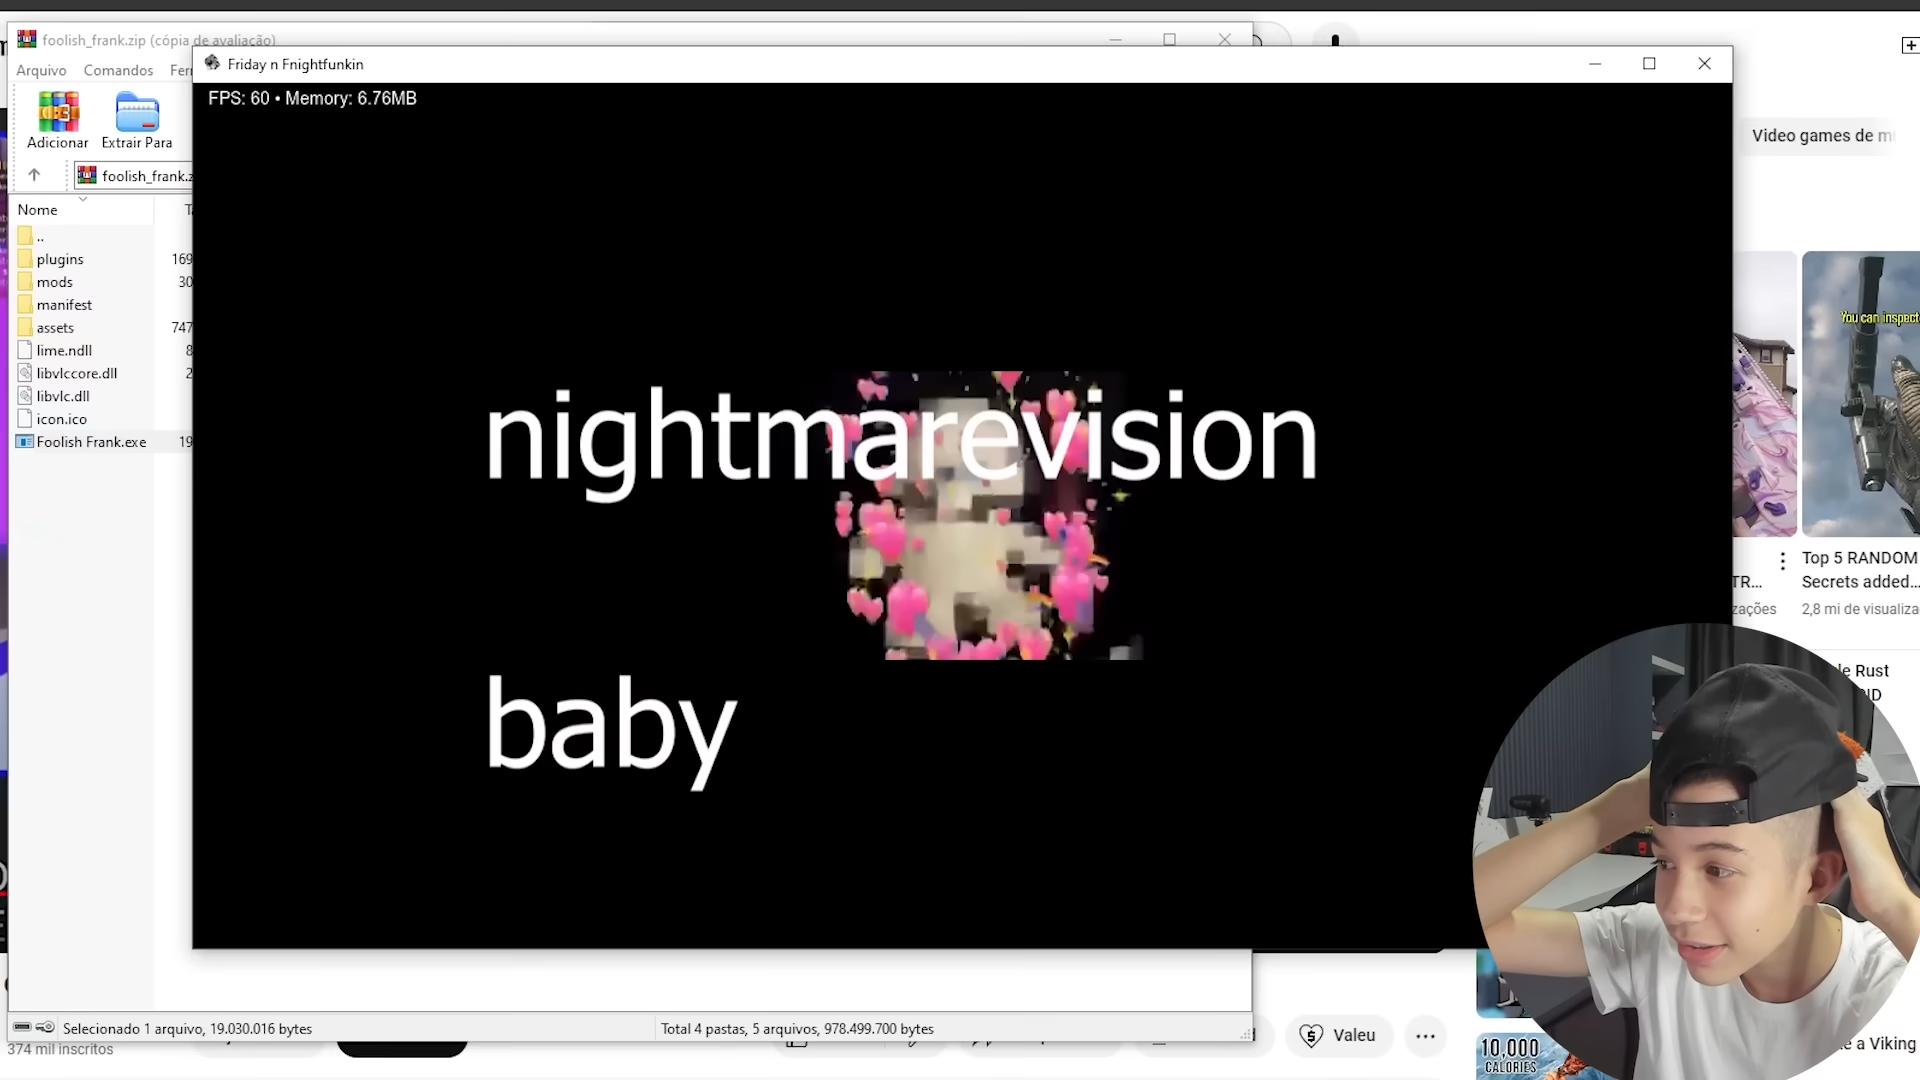 foolish_frank.zip (cópia de avaliação)
Arquivo Comandos
Friday n Fnightfunkin
FPS: 60 • Memory: 6.76MB
Adicionar Extrair Para
Video games de
Nome
..
plugins 169
mods 30
manifest
assets 747
lime.ndll 8
libvlccore.dll 2
libvlc.dll
icon.ico
Foolish Frank.exe 19
nightmarevision
baby
You can inspect
Top 5 RANDOM
Secrets added...
2,8 mi de visualiza
Rust
Selecionado 1 arquivo, 19.030.016 bytes
Total 4 pastas, 5 arquivos, 978.499.700 bytes
374 mil inscritos
Valeu
10,000
CALORIES
a Viking